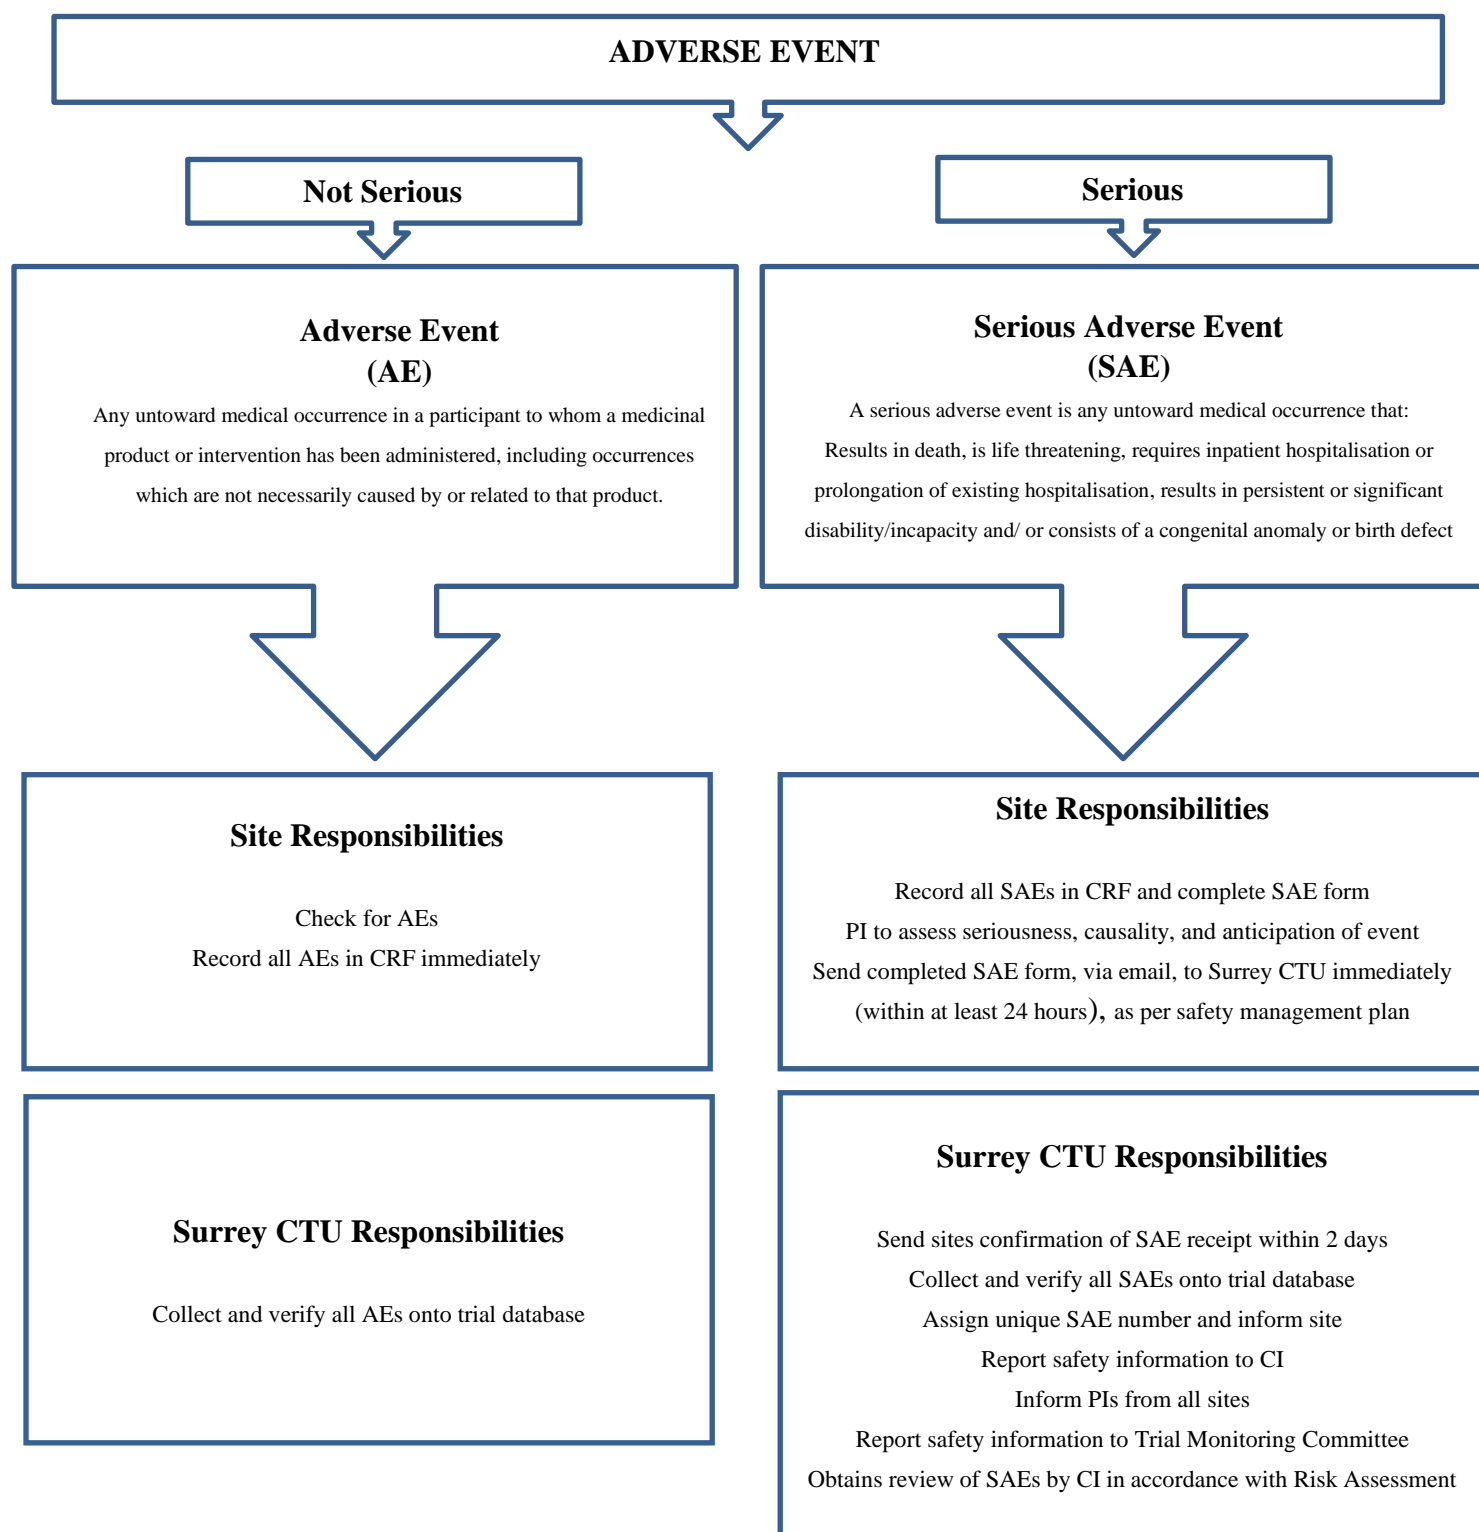 ADVERSE EVENT
Not Serious
Serious
Adverse Event
(AE)
Any untoward medical occurrence in a participant to whom a medicinal
product or intervention has been administered, including occurrences
which are not necessarily caused by or related to that product.
Serious Adverse Event
(SAE)
A serious adverse event is any untoward medical occurrence that:
Results in death, is life threatening, requires inpatient hospitalisation or
prolongation of existing hospitalisation, results in persistent or significant
disability/incapacity and/ or consists of a congenital anomaly or birth defect
Site Responsibilities
Check for AEs
Record all AEs in CRF immediately
Site Responsibilities
Record all SAEs in CRF and complete SAE form
PI to assess seriousness, causality, and anticipation of event
Send completed SAE form, via email, to Surrey CTU immediately
(within at least 24 hours), as per safety management plan
Surrey CTU Responsibilities
Collect and verify all AEs onto trial database
Surrey CTU Responsibilities
Send sites confirmation of SAE receipt within 2 days
Collect and verify all SAEs onto trial database
Assign unique SAE number and inform site
Report safety information to CI
Inform PIs from all sites
Report safety information to Trial Monitoring Committee
Obtains review of SAEs by CI in accordance with Risk Assessment